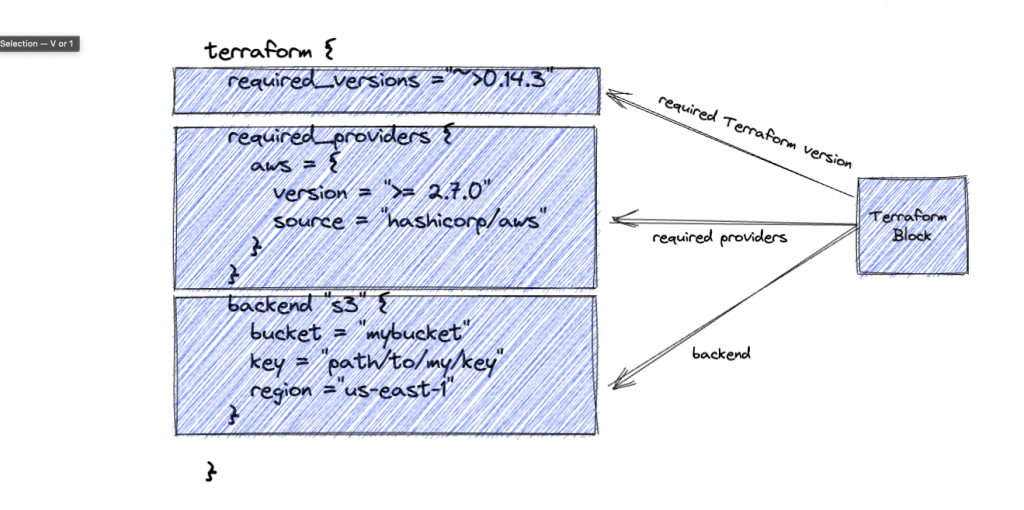 Selection — V or 1
terraform {
required_versions ="~>0.14.3"
required_providers {
aws = {
version = ">= 2.7.0"
source = "hashicorp/aws"
}
}
backend "s3" {
bucket = "mybucket"
key = "path/to/my/key"
region ="us-east-1"
}
}
required Terraform version
required providers
backend
Terraform
Block